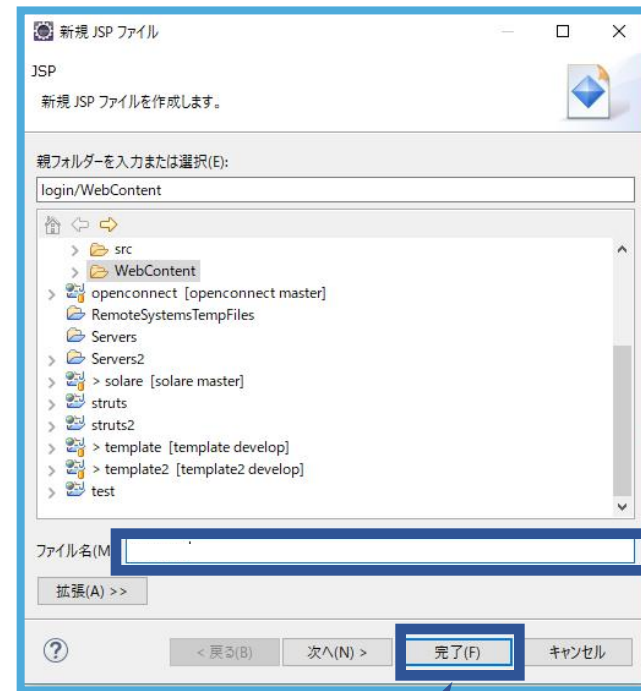 新規 JSP ファイル
JSP
新規 JSP ファイルを作成します。
親フォルダーを入力または選択(E):
login/WebContent
src
WebContent
openconnect [openconnect master]
RemoteSystemsTempFiles
Servers
Servers2
> solare [solare master]
struts
struts2
> template [template develop]
> template2 [template2 develop]
test
ファイル名(M
拡張(A) >>
< 戻る(B) 次へ(N) > 完了(F) キャンセル